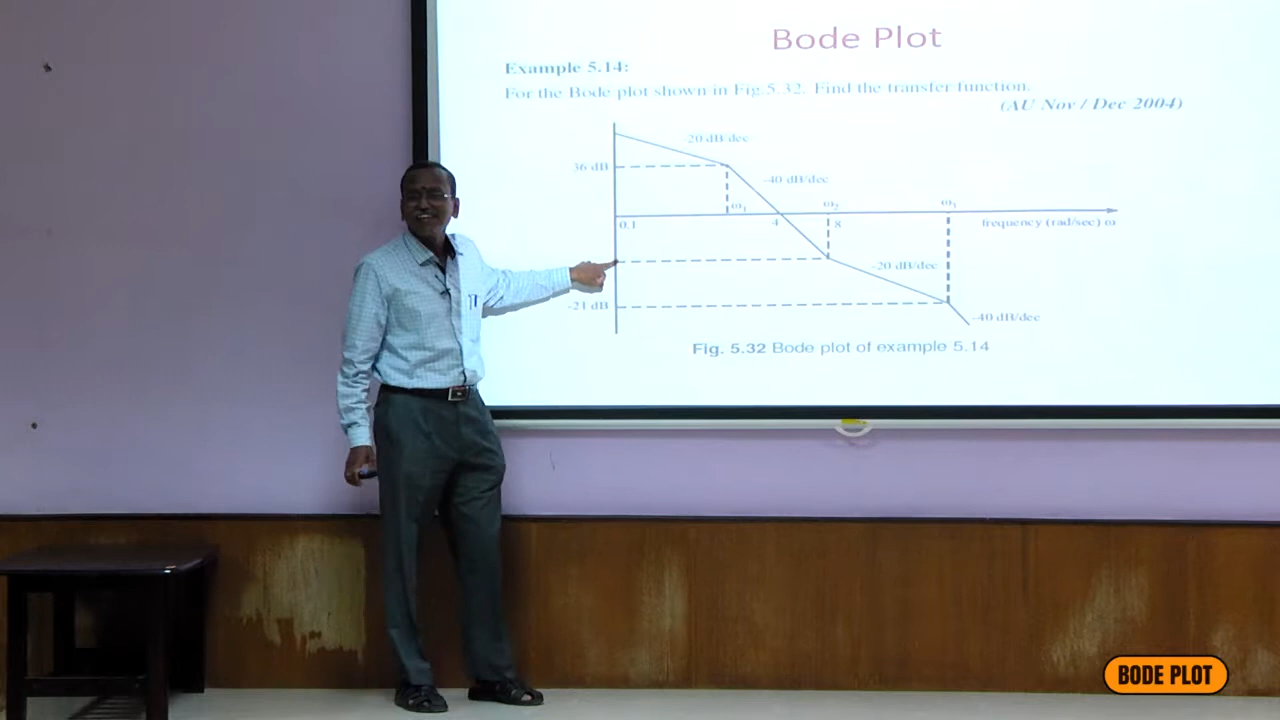 Bode Plot
Example 5.14:
For the Bode plot shown in Fig.5.32. Find the transfer function.
(AU Nov / Dec 2004)
20 dB/dec
36 dB
-40 dB/dec
ω₁
ω₂
ω₃
0.1
4
8
frequency (rad/sec) ω
-20 dB/dec
-21 dB
-40 dB/dec
Fig. 5.32 Bode plot of example 5.14
BODE PLOT